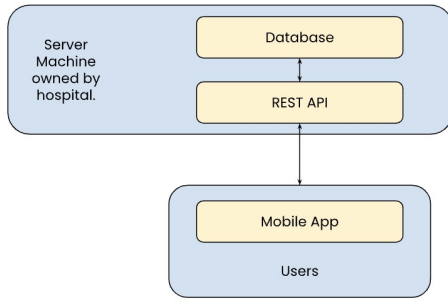 Server
Machine
owned by
hospital.
Database
REST API
Mobile App
Users